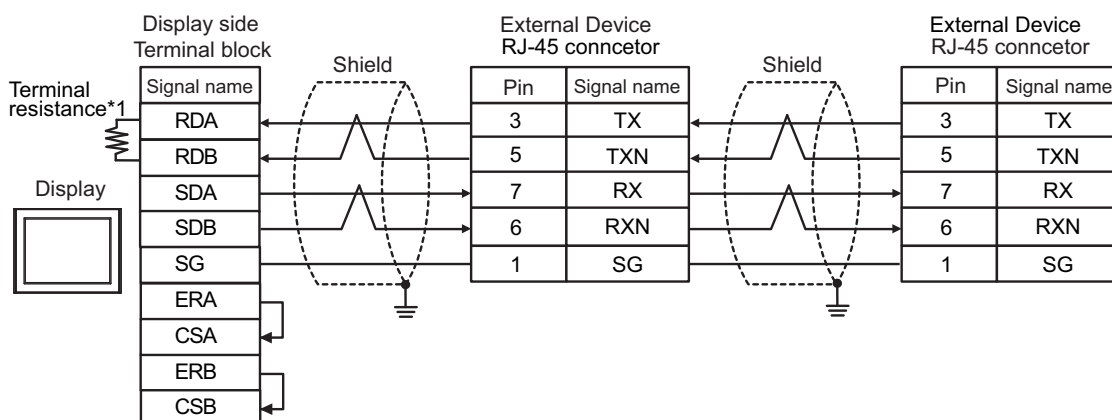 Display side
Terminal block
External Device
RJ-45 conncetor
External Device
RJ-45 conncetor
Shield
Shield
Terminal
resistance*1
Display
Signal name
RDA
RDB
SDA
SDB
SG
ERA
CSA
ERB
CSB
Pin Signal name
3 TX
5 TXN
7 RX
6 RXN
1 SG
Pin Signal name
3 TX
5 TXN
7 RX
6 RXN
1 SG